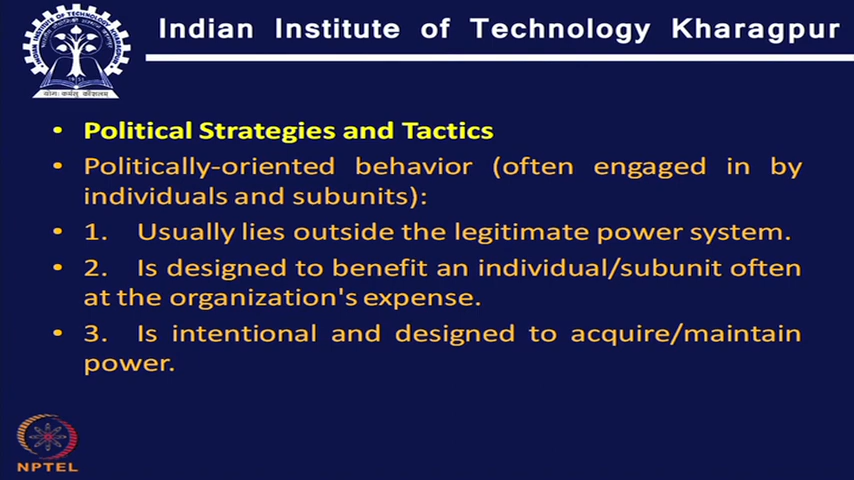 Indian Institute of Technology Kharagpur
• Political Strategies and Tactics
• Politically-oriented behavior (often engaged in by
individuals and subunits):
• 1. Usually lies outside the legitimate power system.
• 2. Is designed to benefit an individual/subunit often
at the organization's expense.
• 3. Is intentional and designed to acquire/maintain
power.
NPTEL